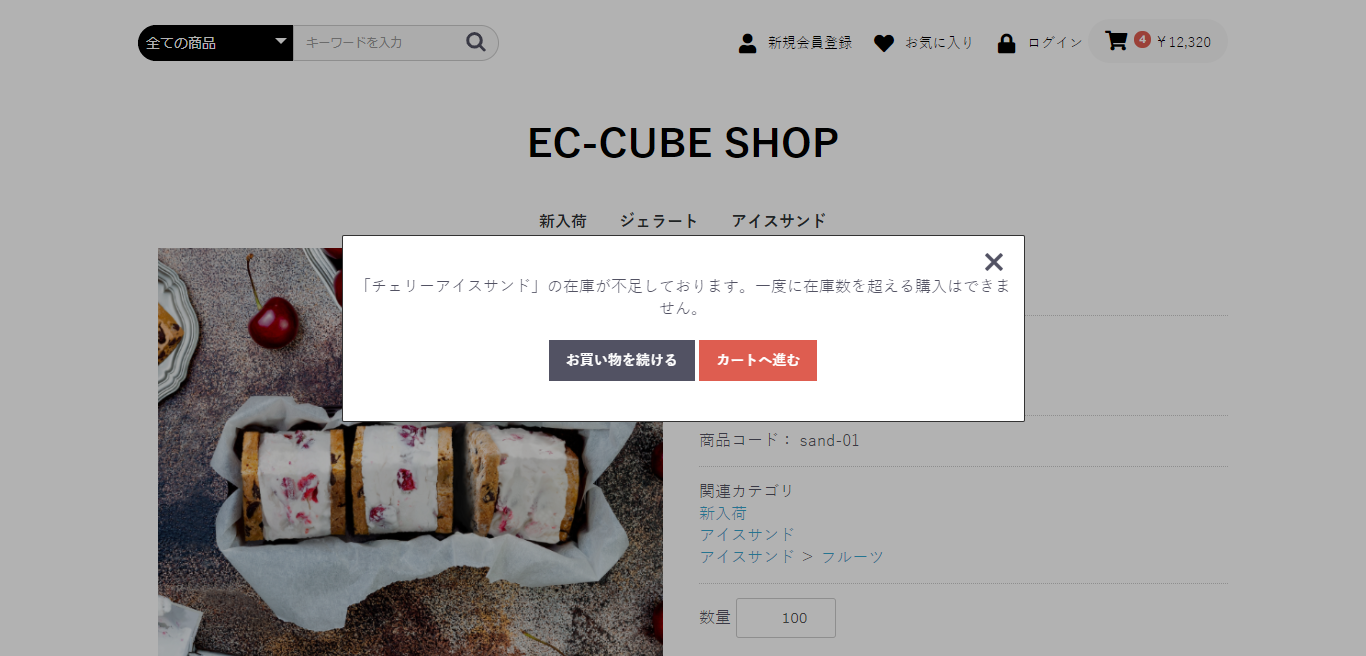 全ての商品
キーワードを入力
新規会員登録
お気に入り
ログイン
4
￥12,320
EC-CUBE SHOP
新入荷
ジェラート
アイスサンド
「チェリーアイスサンド」の在庫が不足しております。一度に在庫数を超える購入はできま
せん。
お買い物を続ける
カートへ進む
商品コード： sand-01
関連カテゴリ
新入荷
アイスサンド
アイスサンド ＞ フルーツ
数量
100